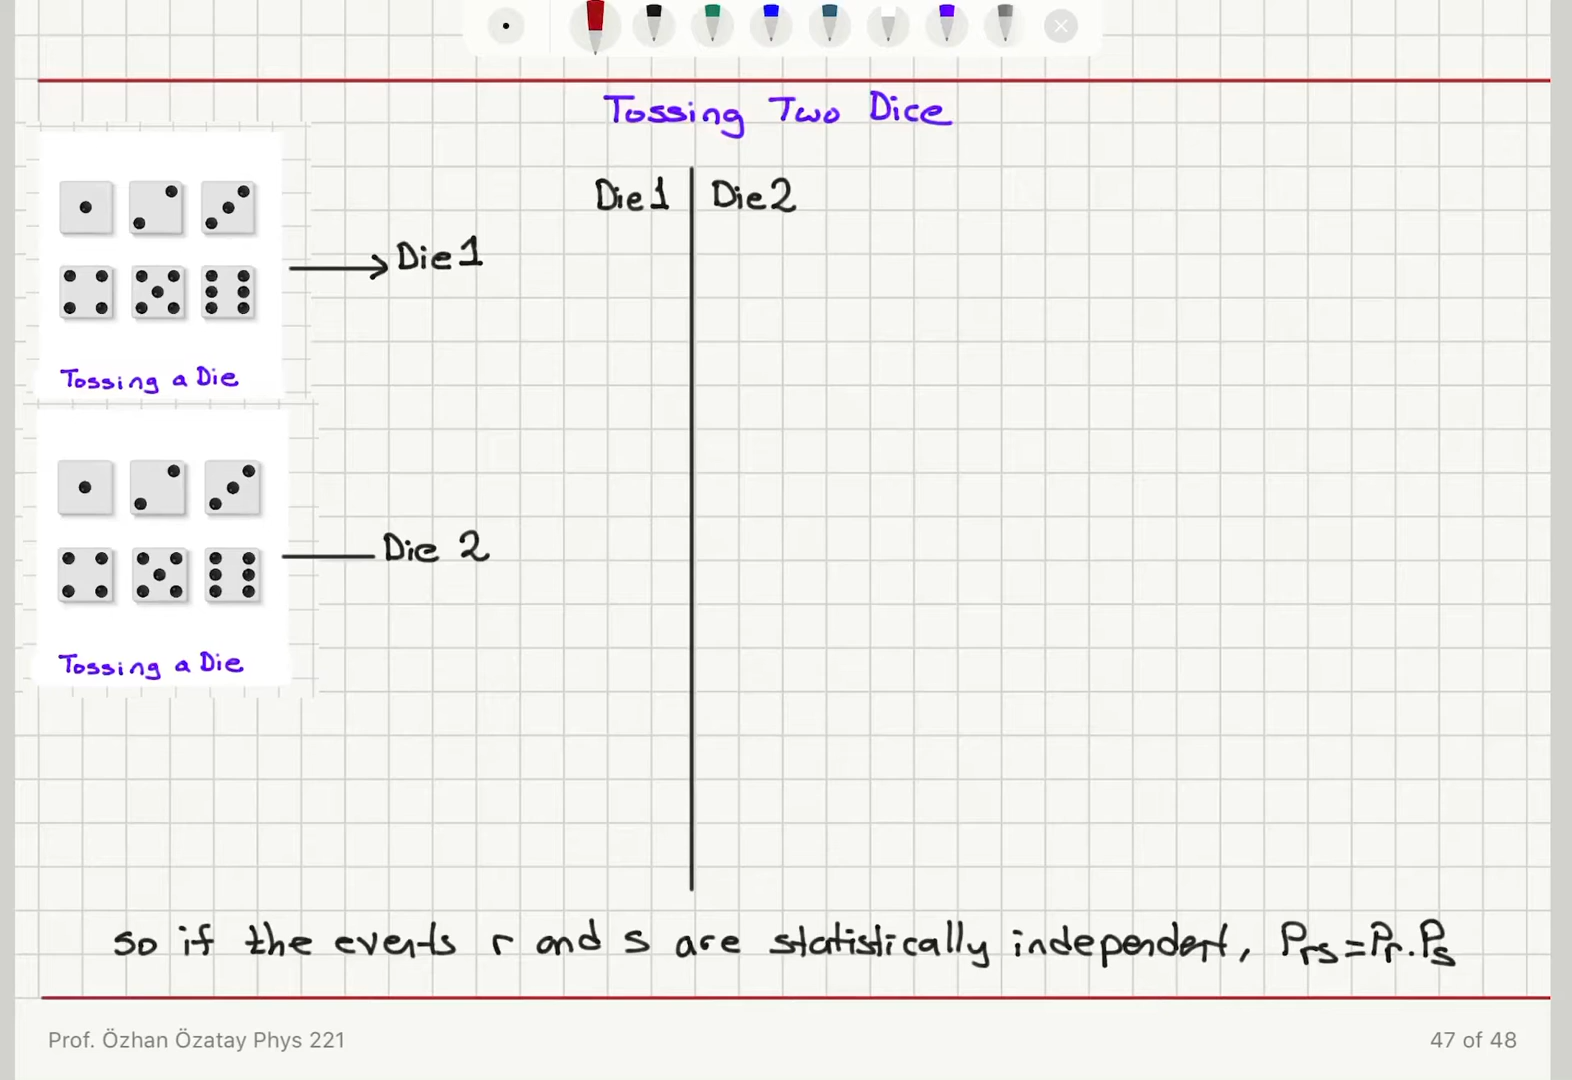 Tossing Two Dice
Die 1 Die 2
Die 1
Tossing a Die
Die 2
Tossing a Die
so if the events r and s are statistically independent, Prs = Pr . Ps
Prof. Özhan Özatay Phys 221
47 of 48